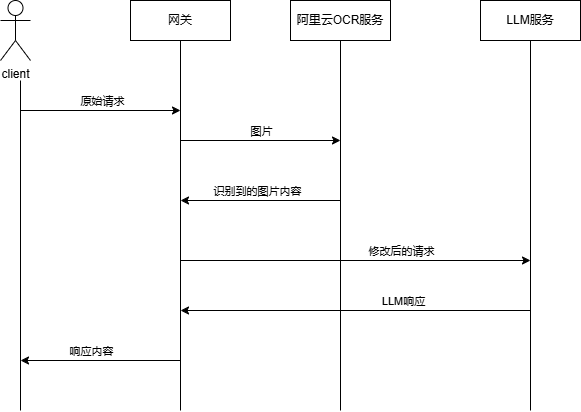 网关
阿里云OCR服务
LLM服务
client
原始请求
图片
识别到的图片内容
修改后的请求
LLM响应
响应内容